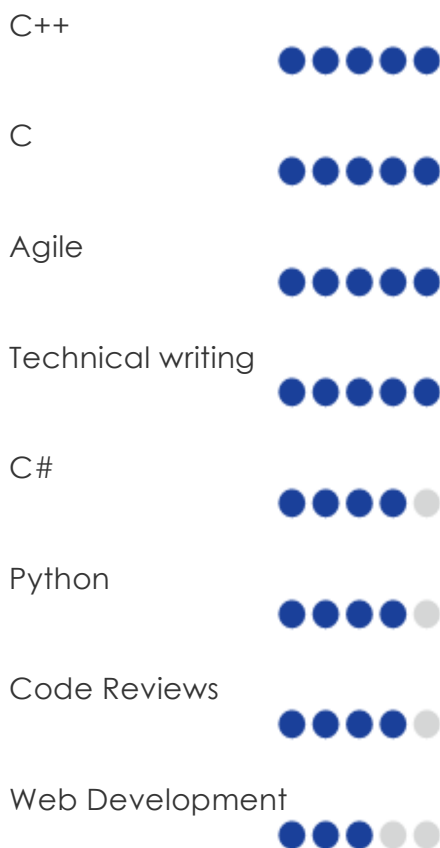 C++
C
Agile
Technical writing
C#
Python
Code Reviews
Web Development